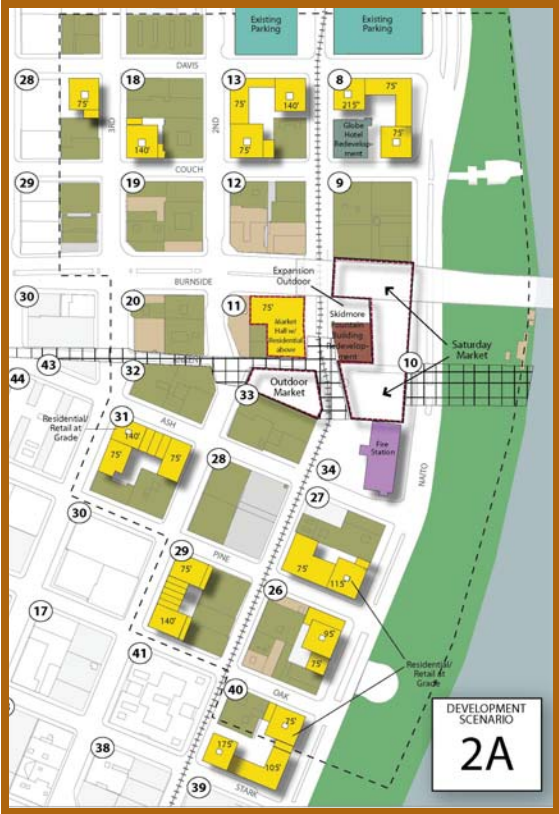 Existing
Parking
Existing
Parking
DAVIS
28
18
13
8
75'
75'
140'
215'
75'
3RD
140'
2ND
75'
Globe
Hotel
Redevelop-
ment
75'
COUCH
29
19
12
9
BURNSIDE
Expansion
Outdoor
30
20
11
75'
Market
Hall w/
Residential
above
Skidmore
Fountain
Building
Redevelop-
ment
Saturday
Market
10
43
44
32
Outdoor
Market
33
Residential/
Retail at
Grade
31
140'
75'
75'
ASH
Fire
Station
NAITO
28
34
27
30
29
PINE
75'
115'
75'
140'
26
95'
75'
17
41
Residential/
Retail at
Grade
OAK
40
75'
125'
105'
38
39
STARK
DEVELOPMENT
SCENARIO
2A